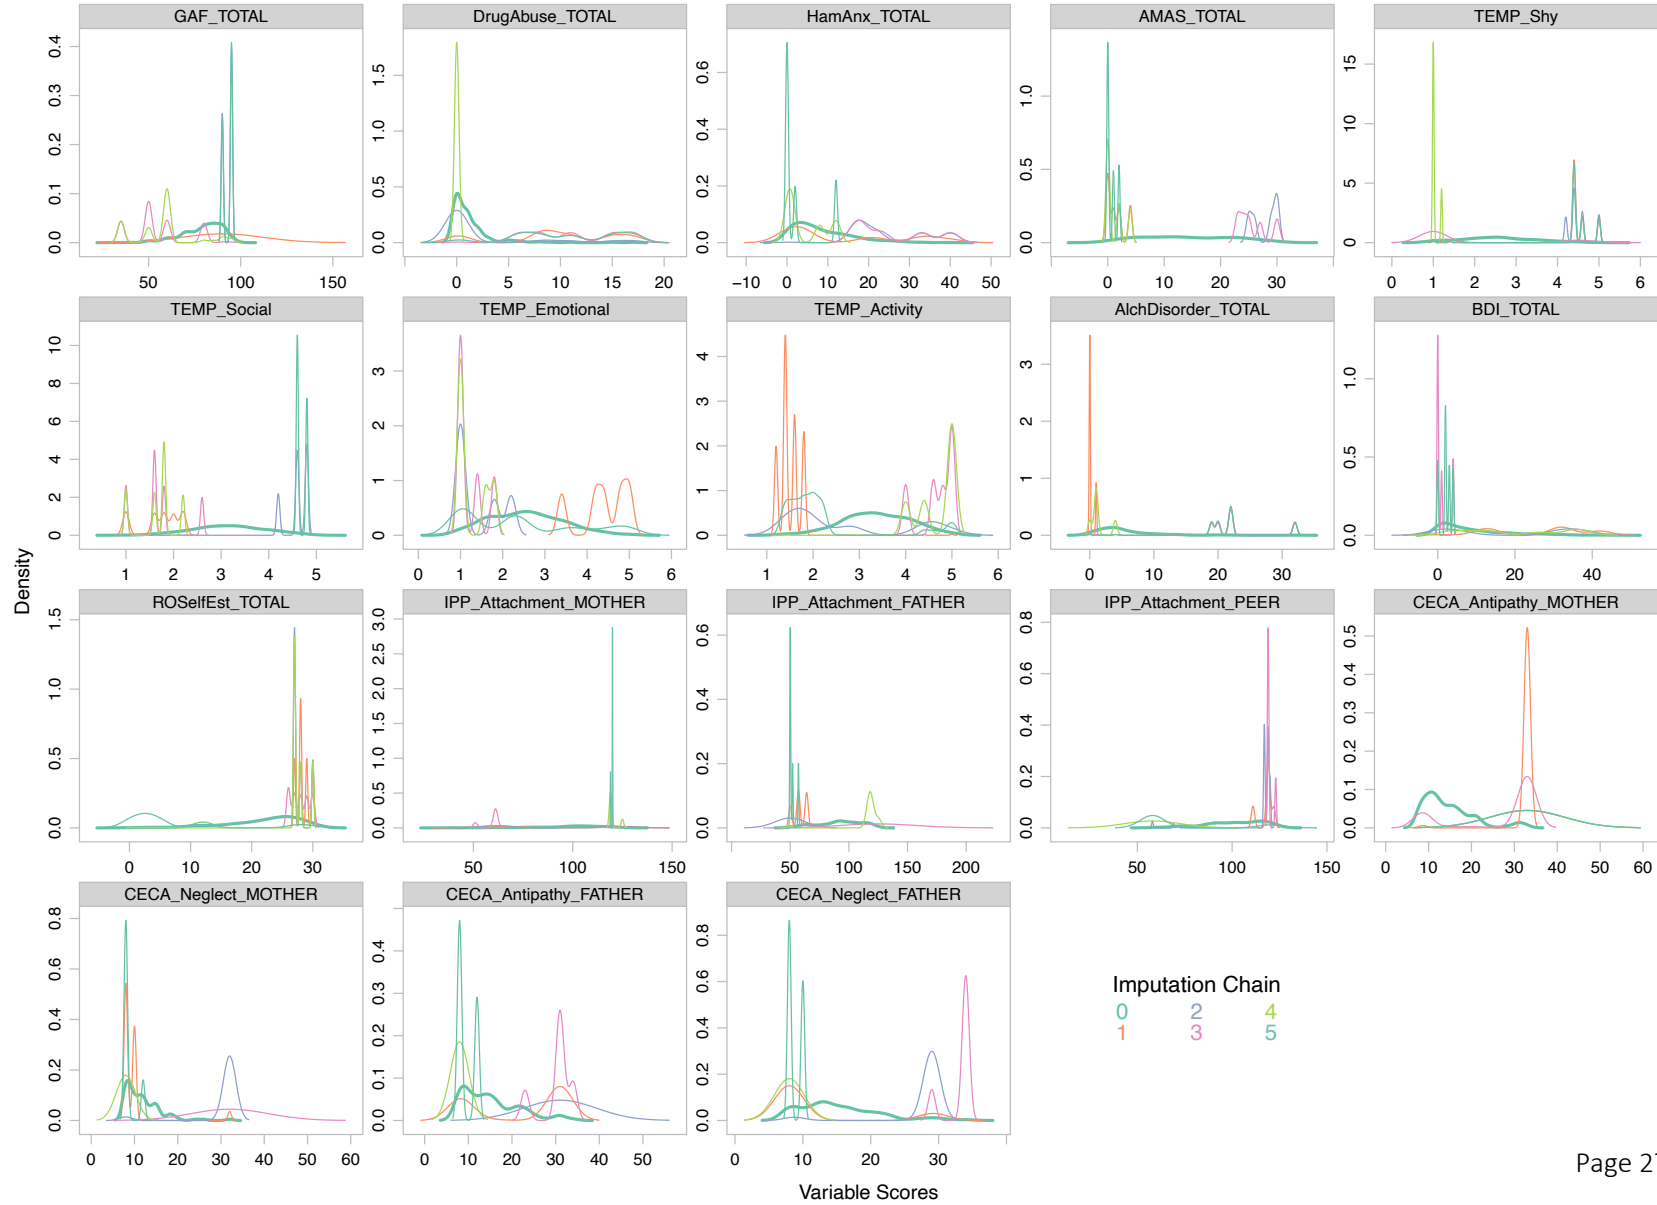 GAF_TOTAL DrugAbuse_TOTAL HamAnx_TOTAL AMAS_TOTAL TEMP_Shy
0.0 0.1 0.2 0.3 0.4
0.0 0.5 1.0 1.5
0.0 0.2 0.4 0.6
0.0 0.5 1.0
0 5 10 15
50 100 150
0 5 10 15 20
−10 0 10 20 30 40 50
0 10 20 30
0 1 2 3 4 5 6
TEMP_Social TEMP_Emotional TEMP_Activity AlchDisorder_TOTAL BDI_TOTAL
0 2 4 6 8 10
0 1 2 3
0 1 2 3 4
0 1 2 3
0.0 0.5 1.0
1 2 3 4 5
0 1 2 3 4 5 6
1 2 3 4 5 6
0 10 20 30
0 20 40
Density
ROSelfEst_TOTAL IPP_Attachment_MOTHER IPP_Attachment_FATHER IPP_Attachment_PEER CECA_Antipathy_MOTHER
0.0 0.5 1.0 1.5
0.0 0.5 1.0 1.5 2.0 2.5 3.0
0.0 0.2 0.4 0.6
0.0 0.2 0.4 0.6 0.8
0.0 0.1 0.2 0.3 0.4 0.5
0 10 20 30
50 100 150
50 100 150 200
50 100 150
0 10 20 30 40 50 60
CECA_Neglect_MOTHER CECA_Antipathy_FATHER CECA_Neglect_FATHER
0.0 0.2 0.4 0.6 0.8
0.0 0.1 0.2 0.3 0.4
0.0 0.2 0.4 0.6 0.8
0 10 20 30 40 50 60
0 10 20 30 40 50
0 10 20 30
Imputation Chain
0 2 4
1 3 5
Variable Scores
Page 27